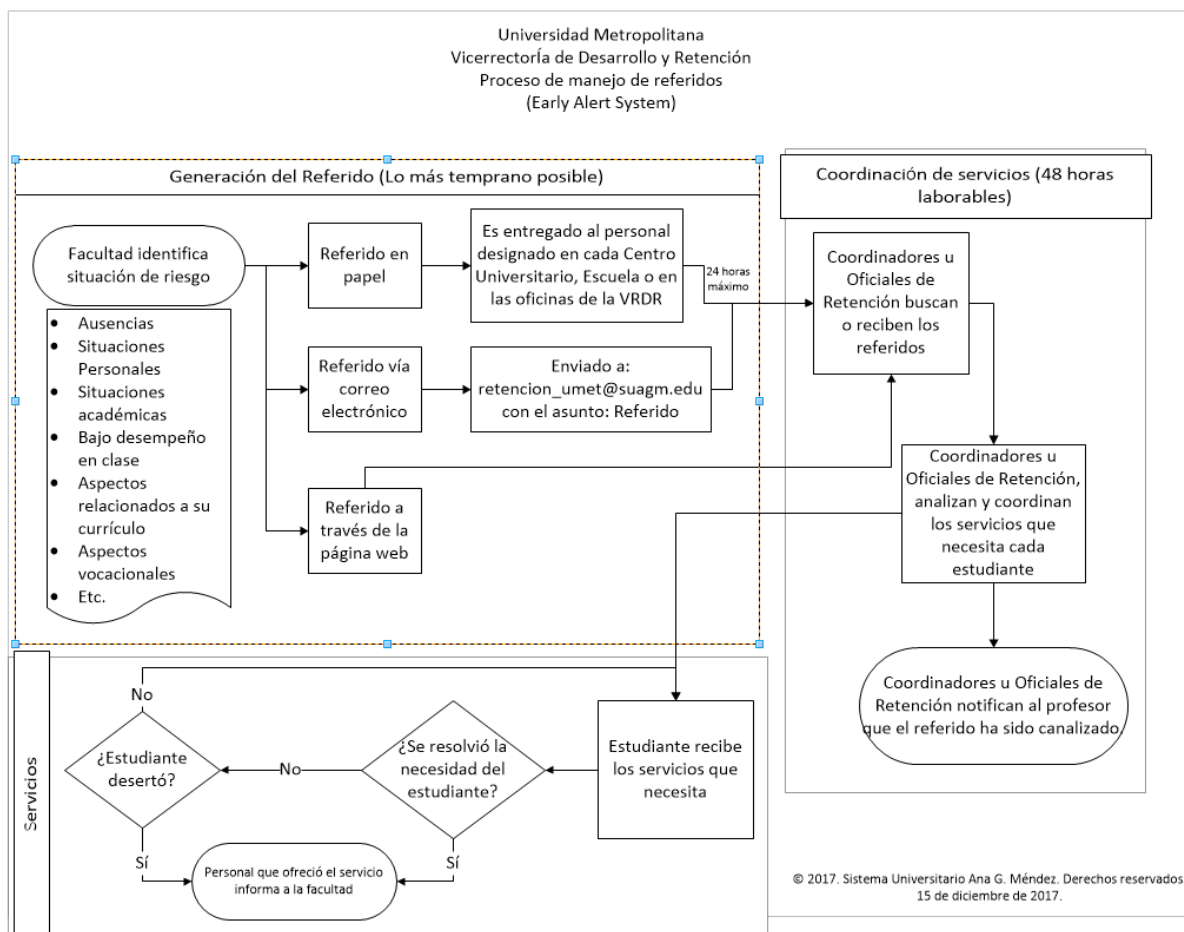 Universidad Metropolitana
Vicerrectoría de Desarrollo y Retención
Proceso de manejo de referidos
(Early Alert System)
Generación del Referido (Lo más temprano posible)
Facultad identifica
situación de riesgo
• Ausencias
• Situaciones
Personales
• Situaciones
académicas
• Bajo desempeño
en clase
• Aspectos
relacionados a su
currículo
• Aspectos
vocacionales
• Etc.
Referido en
papel
Es entregado al personal
designado en cada Centro
Universitario, Escuela o en
las oficinas de la VRDR
24 horas
máximo
Referido vía
correo
electrónico
Enviado a:
retencion_umet@suagm.edu
con el asunto: Referido
Referido a
través de la
página web
Coordinación de servicios (48 horas
laborables)
Coordinadores u
Oficiales de
Retención buscan
o reciben los
referidos
Coordinadores u
Oficiales de Retención,
analizan y coordinan
los servicios que
necesita cada
estudiante
Coordinadores u Oficiales de
Retención notifican al profesor
que el referido ha sido canalizado.
Servicios
No
¿Estudiante
desertó?
Sí
No
¿Se resolvió la
necesidad del
estudiante?
Sí
Estudiante recibe
los servicios que
necesita
Personal que ofreció el servicio
informa a la facultad
© 2017. Sistema Universitario Ana G. Méndez. Derechos reservados
15 de diciembre de 2017.